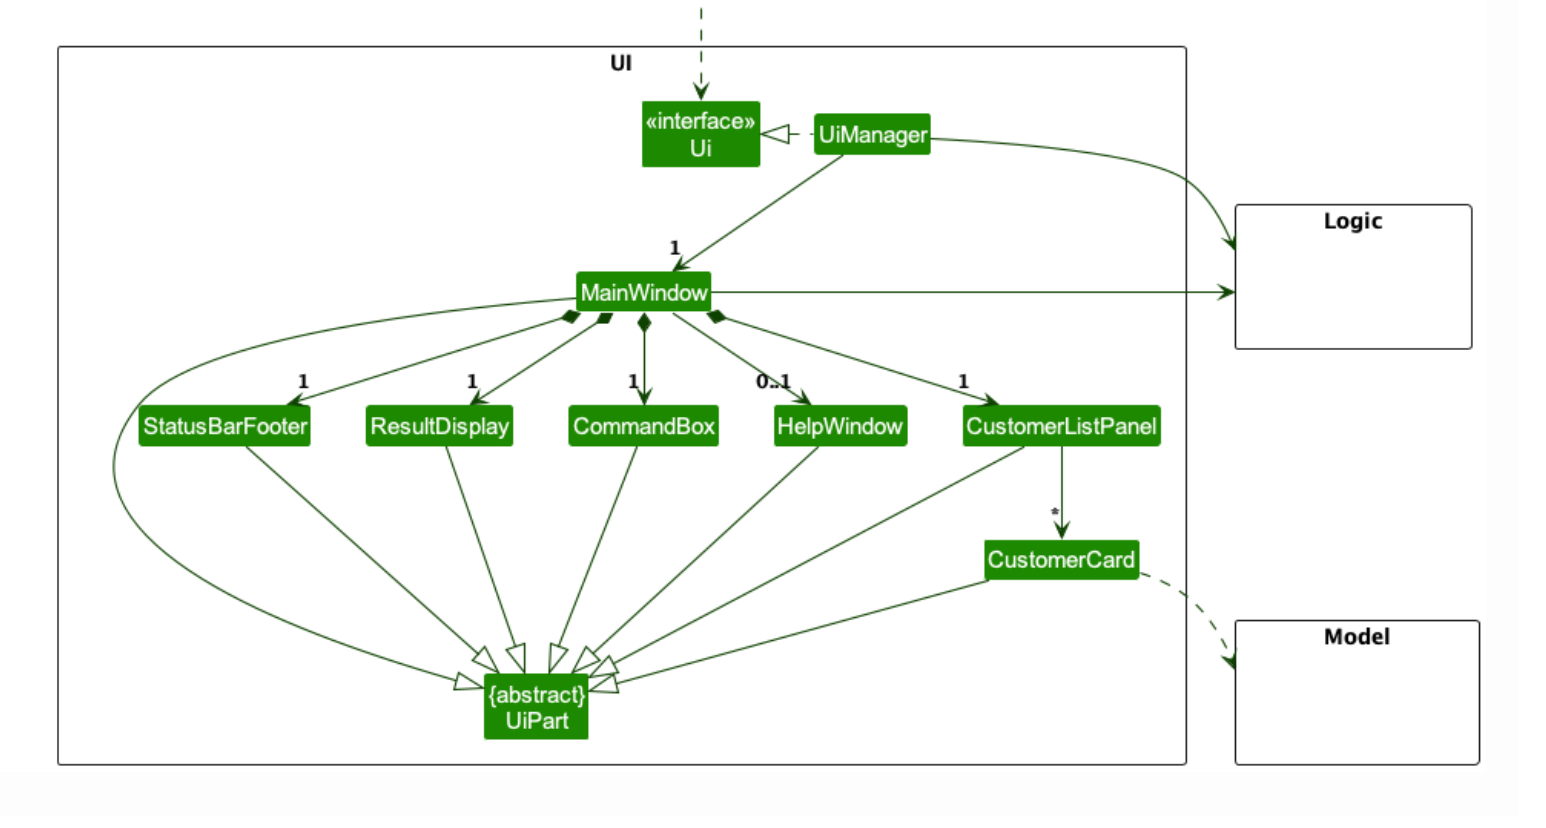 UI
«interface»
Ui
UiManager
Logic
1
MainWindow
1
1
1
0..1
1
StatusBarFooter
ResultDisplay
CommandBox
HelpWindow
CustomerListPanel
*
CustomerCard
Model
{abstract}
UiPart